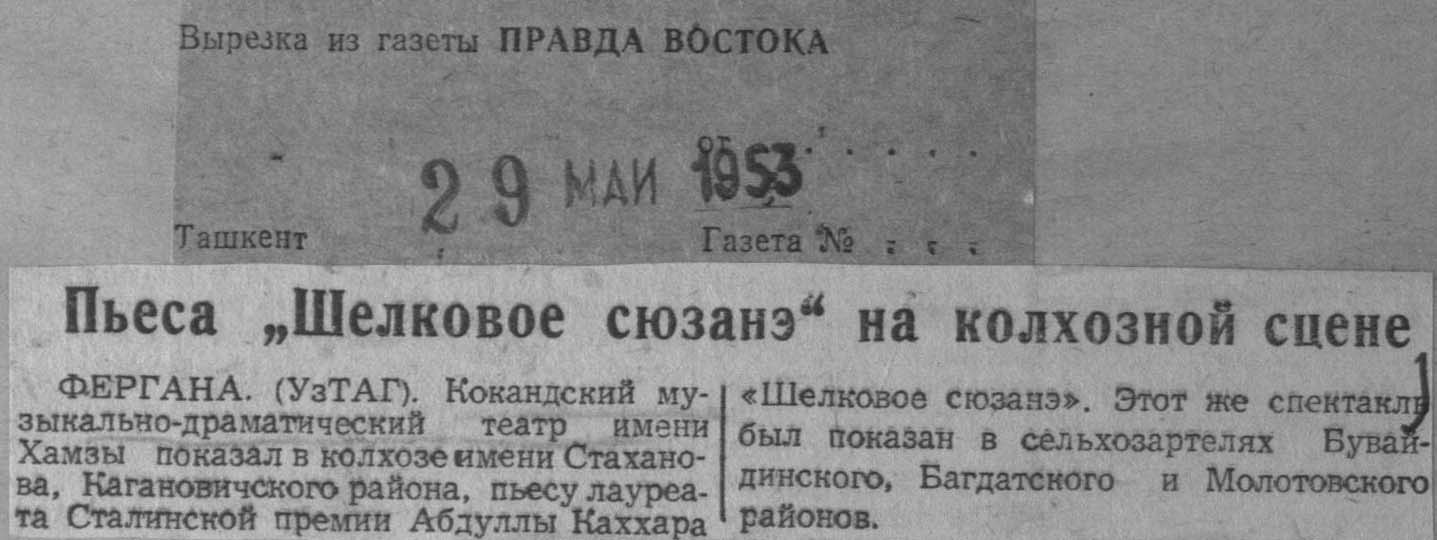 Вырезка из газеты ПРАВДА ВОСТОКА
29 МАЙ 1953
Ташкент Газета № . . .
Пьеса „Шелковое сюзанэ“ на колхозной сцене
ФЕРГАНА. (УзТАГ). Кокандский му-
зыкально-драматический театр имени
Хамзы показал в колхозе имени Стахано-
ва, Кагановичского района, пьесу лауреа-
та Сталинской премии Абдуллы Каххара
«Шелковое сюзанэ». Этот же спектакль
был показан в сельхозартелях Бувай-
динского, Багдатского и Молотовского
районов.